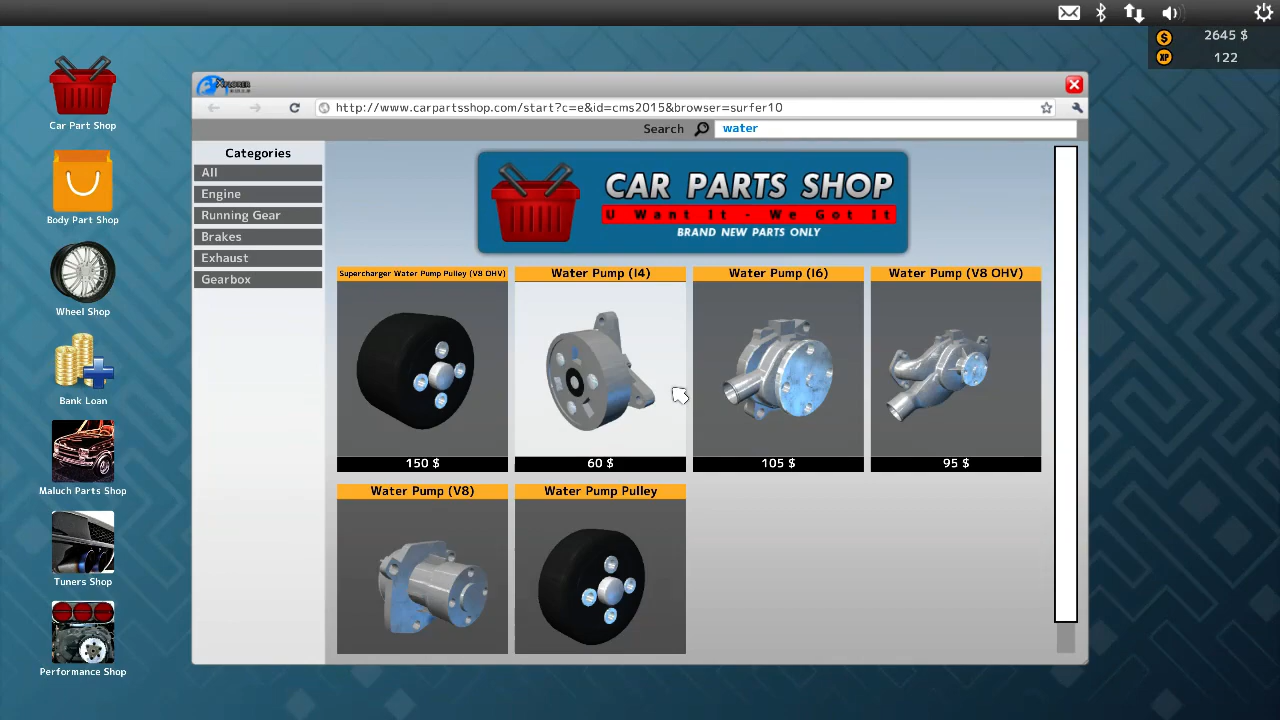 2645 $
122
Car Part Shop
Body Part Shop
Wheel Shop
Bank Loan
Maluch Parts Shop
Tuners Shop
Performance Shop
http://www.carpartsshop.com/start?c=e&id=cms2015&browser=surfer10
Search water
Categories
All
Engine
Running Gear
Brakes
Exhaust
Gearbox
CAR PARTS SHOP
U Want It - We Got It
BRAND NEW PARTS ONLY
Supercharger Water Pump Pulley (V8 OHV)
150 $
Water Pump (I4)
60 $
Water Pump (I6)
105 $
Water Pump (V8 OHV)
95 $
Water Pump (V8)
Water Pump Pulley